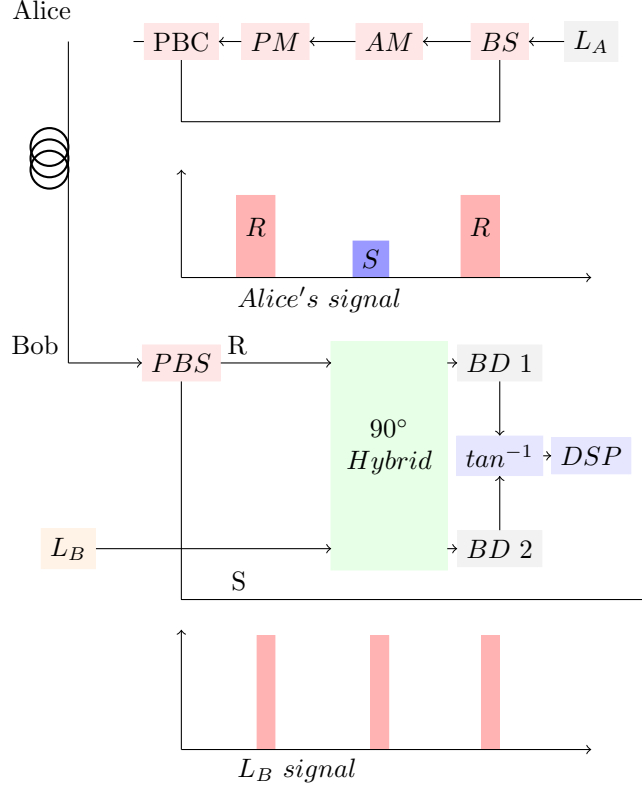 Alice
PBC PM AM BS L_A
R S R
Alice's signal
Bob PBS R BD 1
90°
Hybrid
tan⁻¹ DSP
L_B BD 2
S
L_B signal